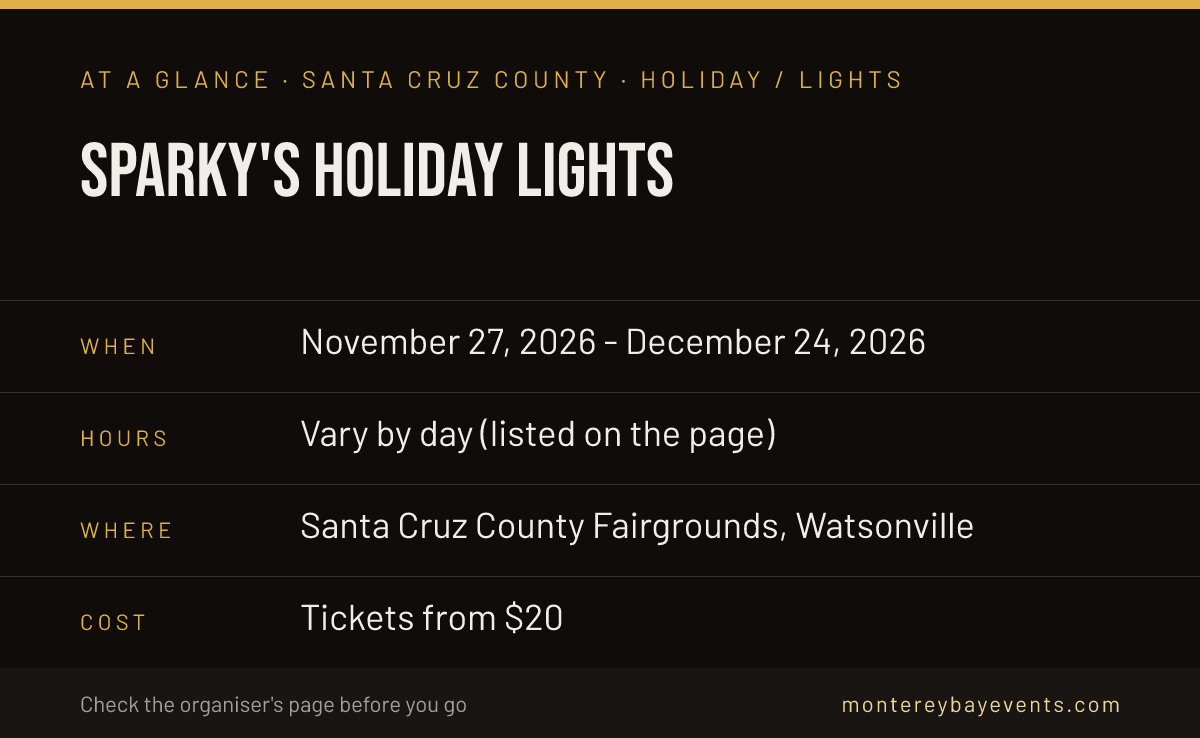 AT A GLANCE · SANTA CRUZ COUNTY · HOLIDAY / LIGHTS
SPARKY'S HOLIDAY LIGHTS
WHEN November 27, 2026 – December 24, 2026
HOURS Vary by day (listed on the page)
WHERE Santa Cruz County Fairgrounds, Watsonville
COST Tickets from $20
Check the organiser's page before you go montereybayevents.com